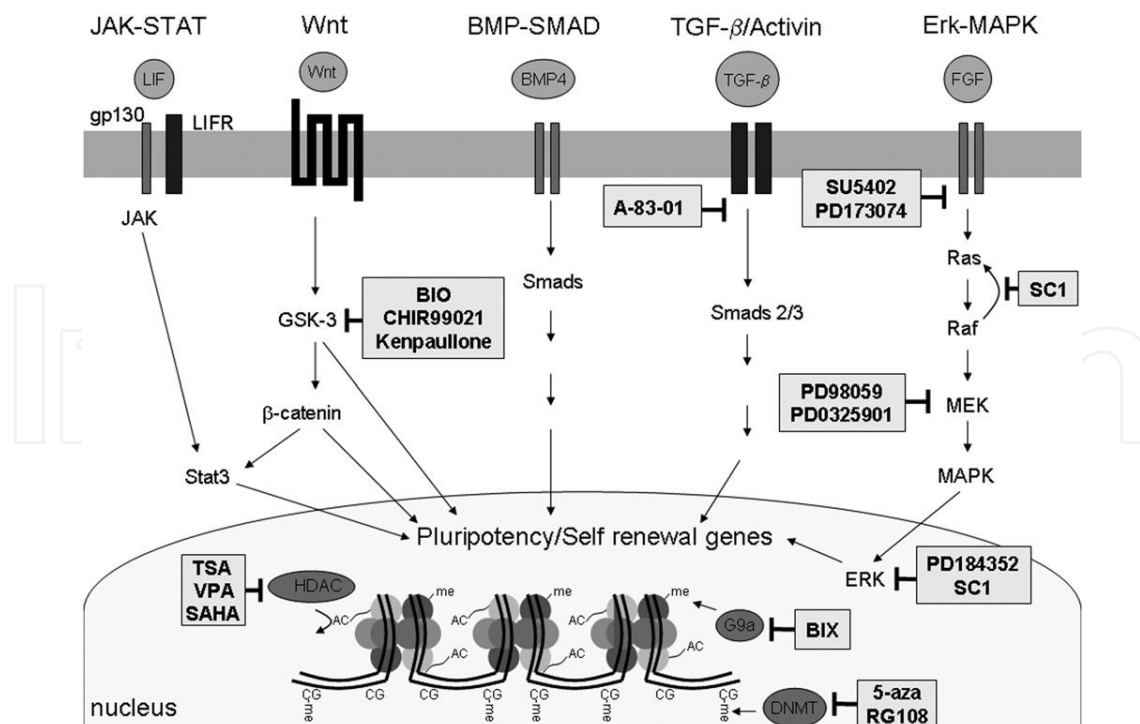 JAK-STAT
Wnt
BMP-SMAD
TGF-β/Activin
Erk-MAPK
LIF
Wnt
BMP4
TGF-β
FGF
gp130
LIFR
A-83-01
SU5402
PD173074
JAK
Ras
SC1
Smads
BIO
CHIR99021
Kenpaullone
GSK-3
Smads 2/3
Raf
PD98059
PD0325901
MEK
β-catenin
Stat3
MAPK
Pluripotency/Self renewal genes
TSA
VPA
SAHA
HDAC
ERK
PD184352
SC1
AC
AC
AC
AC
AC
AC
me
me
G9a
BIX
CG
CG
CG
CG
CG
CG
CG
CG
me
me
me
me
nucleus
DNMT
5-aza
RG108